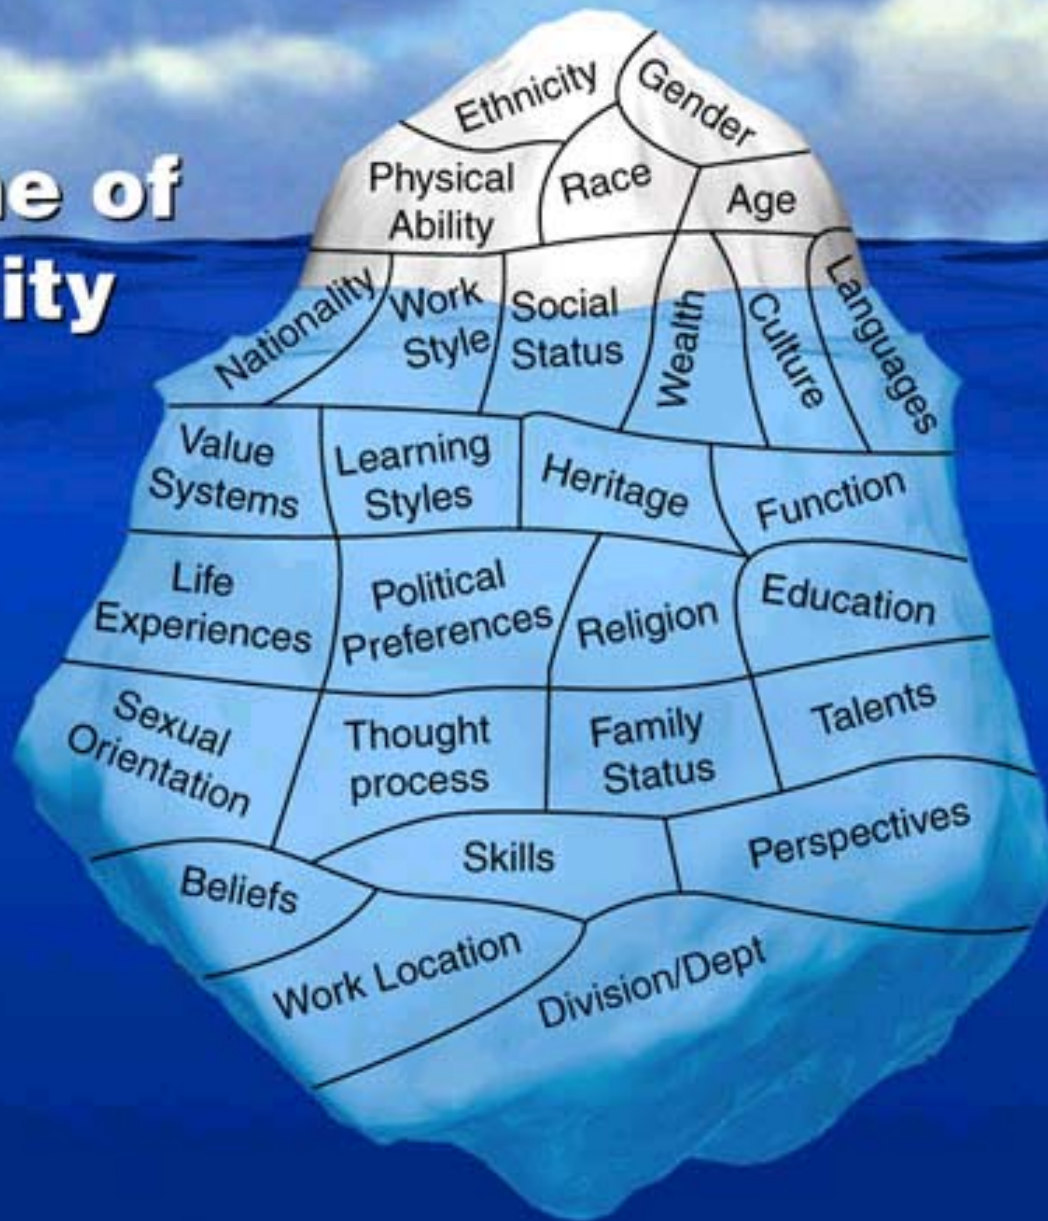 of
ity
Ethnicity
Gender
Physical
Ability
Race
Age
Nationality
Work
Style
Social
Status
Wealth
Culture
Languages
Value
Systems
Learning
Styles
Heritage
Function
Life
Experiences
Political
Preferences
Religion
Education
Sexual
Orientation
Thought
process
Family
Status
Talents
Beliefs
Skills
Perspectives
Work Location
Division/Dept